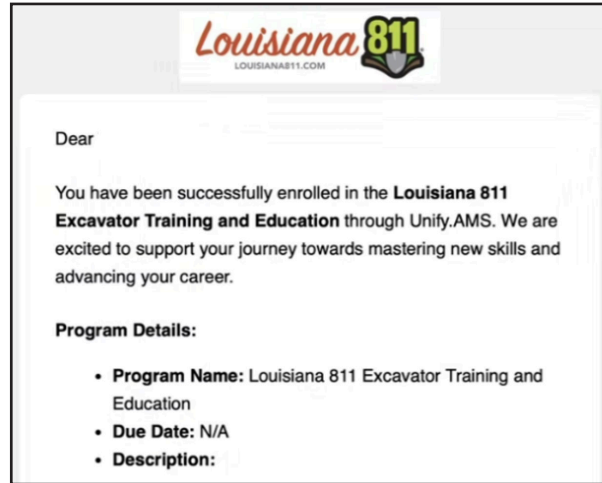 Louisiana 811
LOUISIANA811.COM
Dear
You have been successfully enrolled in the Louisiana 811
Excavator Training and Education through Unify.AMS. We are
excited to support your journey towards mastering new skills and
advancing your career.
Program Details:
• Program Name: Louisiana 811 Excavator Training and
Education
• Due Date: N/A
• Description: